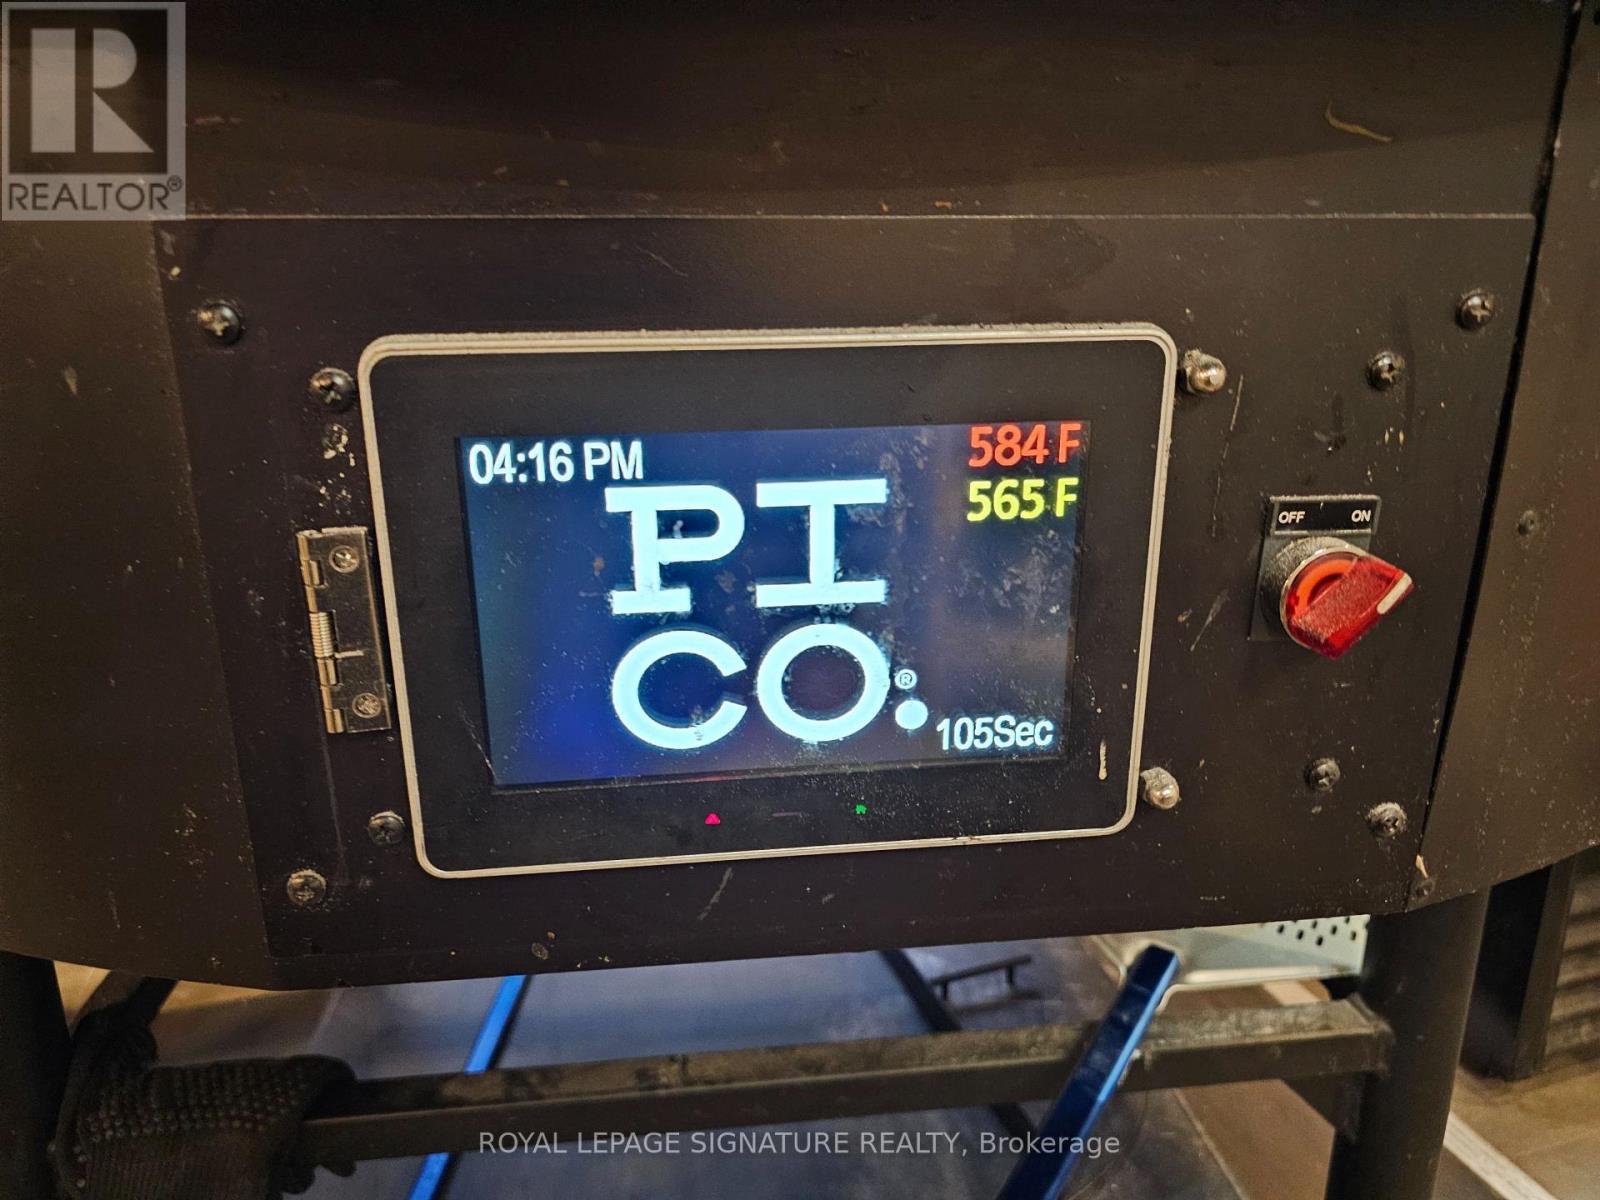 REALTOR®
04:16 PM
584 F
565 F
PI
CO.®
105Sec
OFF ON
ROYAL LEPAGE SIGNATURE REALTY, Brokerage